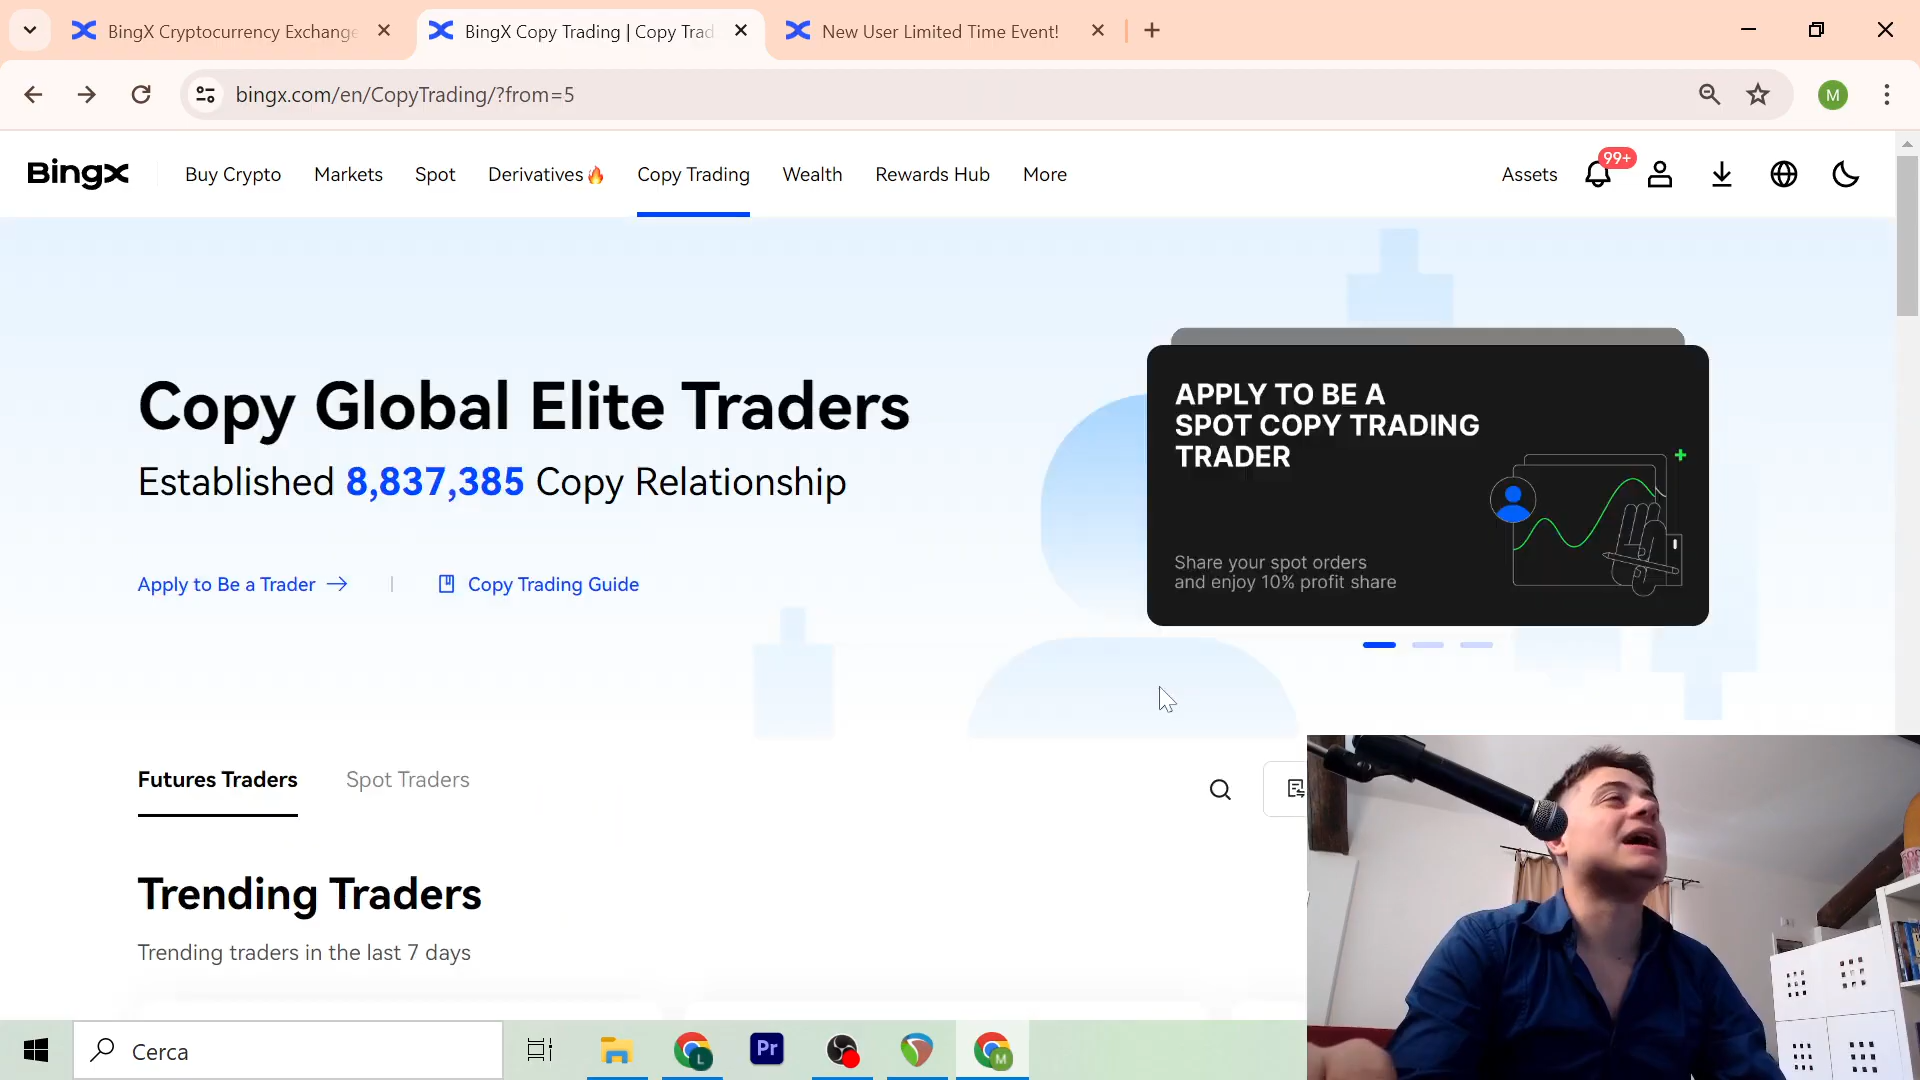 BingX Cryptocurrency Exchange
BingX Copy Trading | Copy Trad
New User Limited Time Event!
bingx.com/en/CopyTrading/?from=5
M
BingX
Buy Crypto
Markets
Spot
Derivatives
Copy Trading
Wealth
Rewards Hub
More
Assets
99+
Copy Global Elite Traders
Established 8,837,385 Copy Relationship
Apply to Be a Trader
Copy Trading Guide
APPLY TO BE A
SPOT COPY TRADING
TRADER
Share your spot orders
and enjoy 10% profit share
Futures Traders
Spot Traders
Trending Traders
Trending traders in the last 7 days
Cerca
L
Pr
M